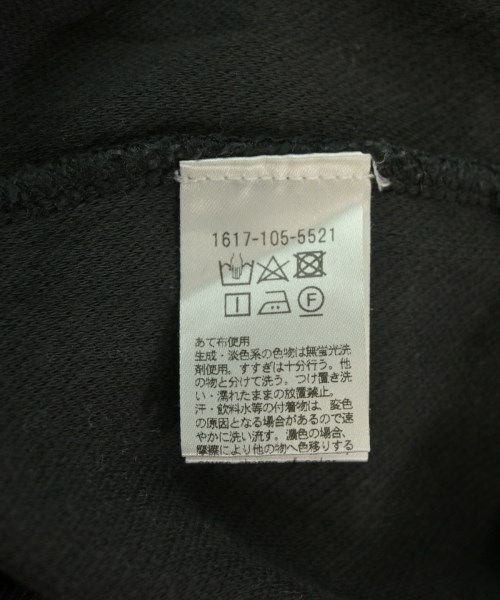 1617-105-5521
F
あて布使用
生成・淡色系の色物は無蛍光洗
剤使用。すすぎは十分行う。他
の物と分けて洗う。つけ置き洗
い・濡れたままの放置禁止。
汗・飲料水等の付着物は、変色
の原因となる場合があるので速
やかに洗い流す。濃色の場合、
摩擦により他の物へ色移りする